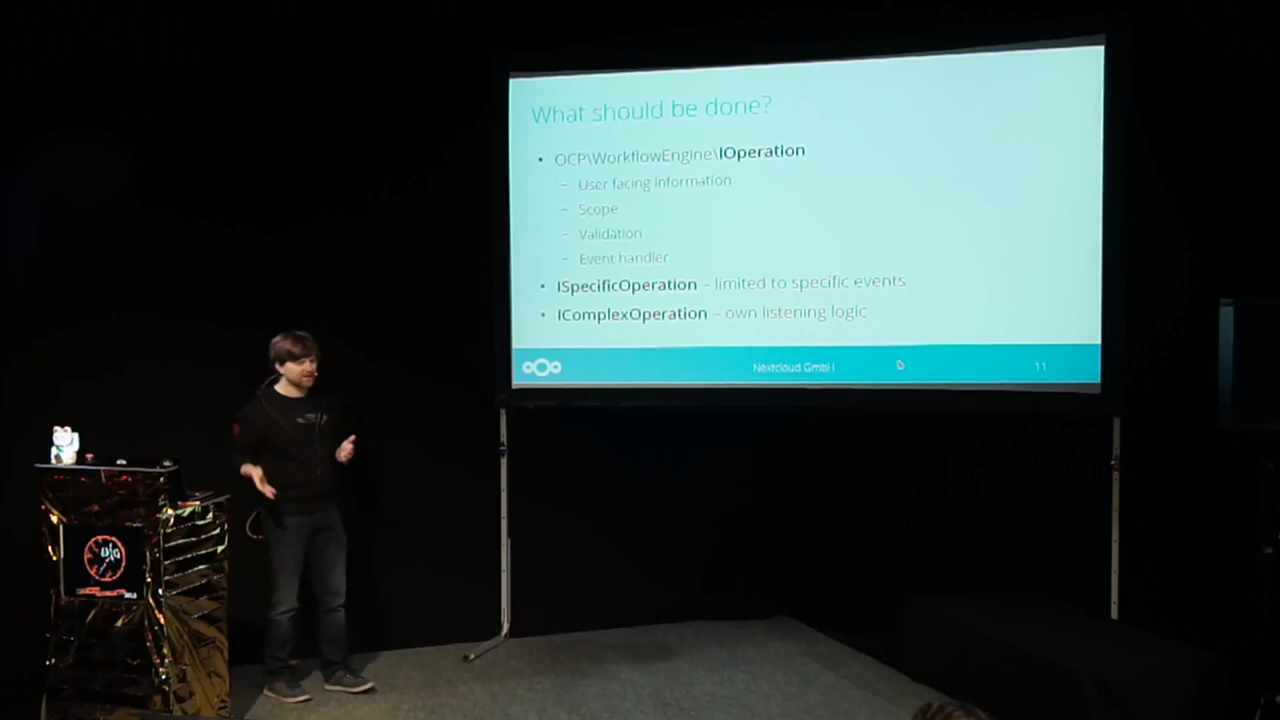 What should be done?
• OCP\WorkflowEngine\IOperation
– User facing information
– Scope
– Validation
– Event handler
• ISpecificOperation – limited to specific events
• IComplexOperation – own listening logic
Nextcloud GmbH
11